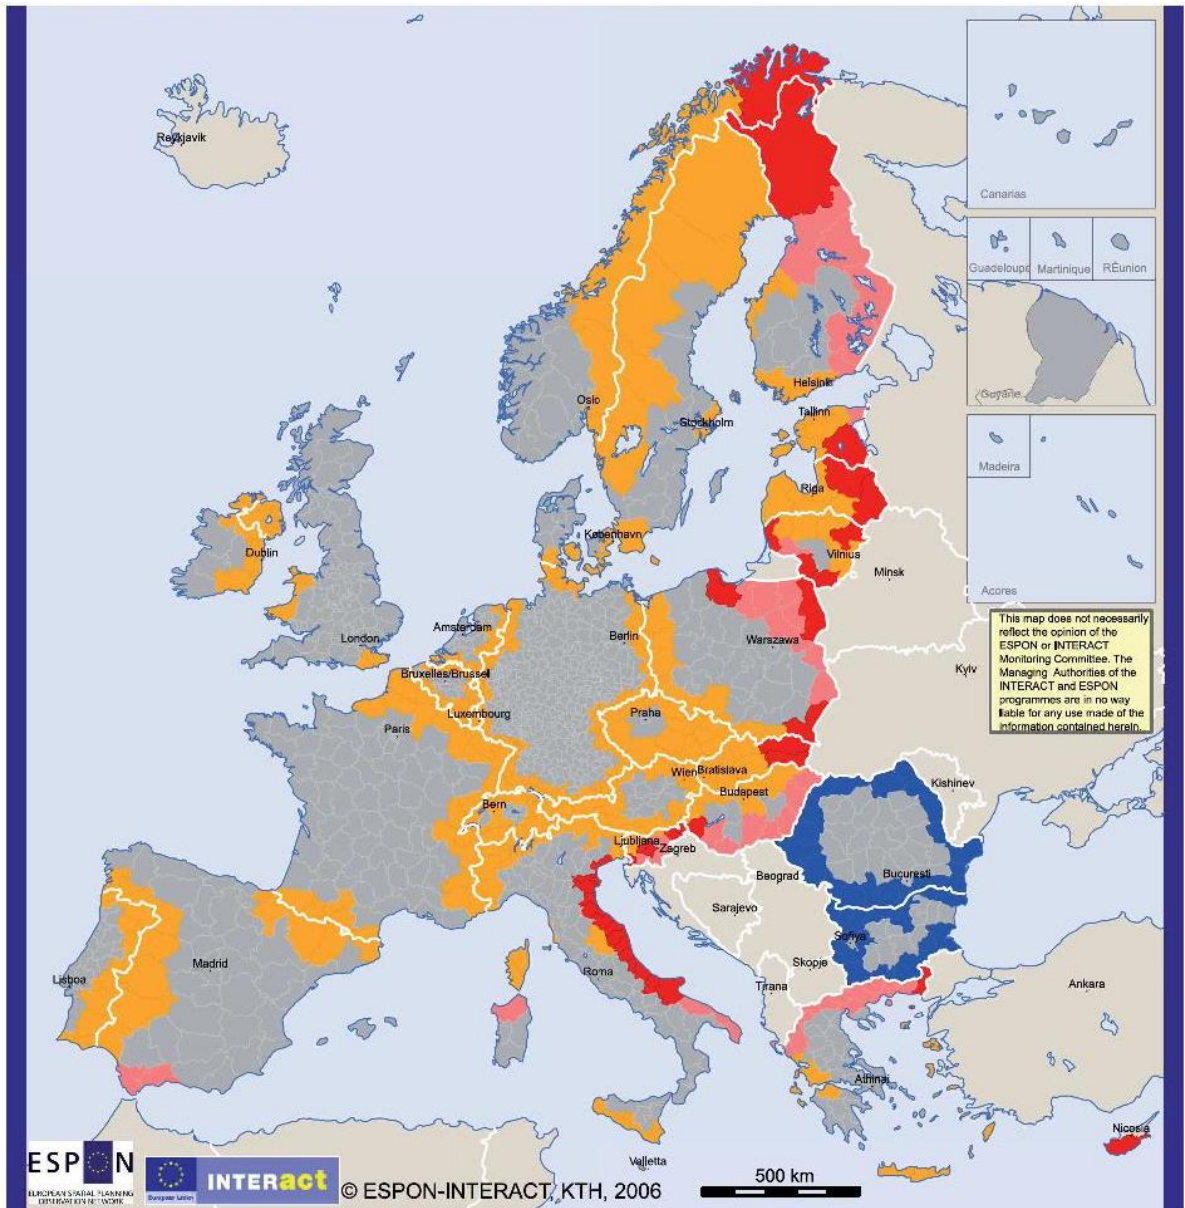 Reykjavik
Canarias
Guadeloupe
Martinique
RÉunion
Guyane
Helsinki
Oslo
Tallinn
Stockholm
Madeira
Riga
København
Dublin
Vilnius
Minsk
Acores
This map does not necessarily
reflect the opinion of the
ESPON or INTERACT
Monitoring Committee. The
Managing Authorities of the
INTERACT and ESPON
programmes are in no way
liable for any use made of the
information contained herein.
Amsterdam
Berlin
Warszawa
London
Kyiv
Bruxelles/Brussel
Luxembourg
Praha
Paris
Wien
Bratislava
Kishinev
Budapest
Bern
Ljubljana
Zagreb
Beograd
Bucuresti
Sarajevo
Sofiya
Madrid
Skopje
Roma
Lisboa
Tirana
Ankara
Athinai
Nicosia
Valletta
ESPON
EUROPEAN SPATIAL PLANNING
OBSERVATION NETWORK
European Union
INTERact
© ESPON-INTERACT, KTH, 2006
500 km